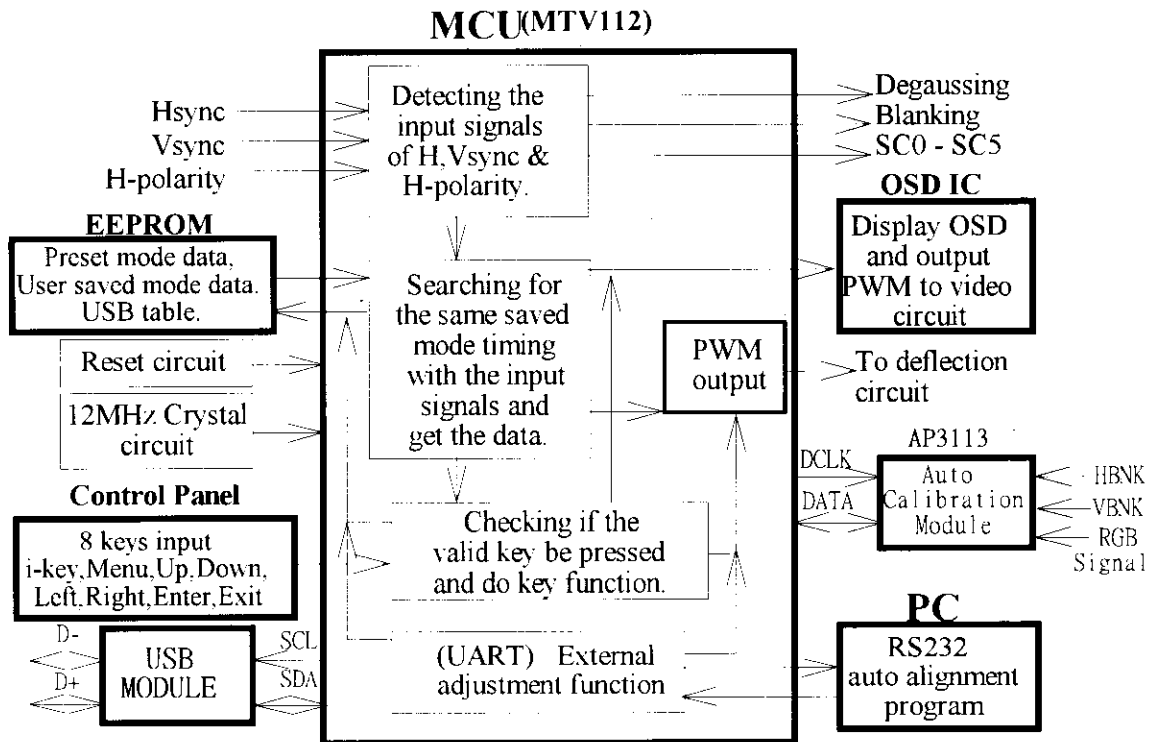 MCU(MTV112)
Hsync
Vsync
H-polarity
Detecting the
input signals
of H,Vsync &
H-polarity.
Degaussing
Blanking
SC0 - SC5
EEPROM
Preset mode data,
User saved mode data.
USB table.
Reset circuit
12MHz Crystal
circuit
Searching for
the same saved
mode timing
with the input
signals and
get the data.
PWM
output
OSD IC
Display OSD
and output
PWM to video
circuit
To deflection
circuit
AP3113
DCLK
DATA
Auto
Calibration
Module
HBNK
VBNK
RGB
Signal
Control Panel
8 keys input
i-key,Menu,Up,Down,
Left,Right,Enter,Exit
Checking if the
valid key be pressed
and do key function.
D-
D+
USB
MODULE
SCL
SDA
(UART) External
adjustment function
PC
RS232
auto alignment
program